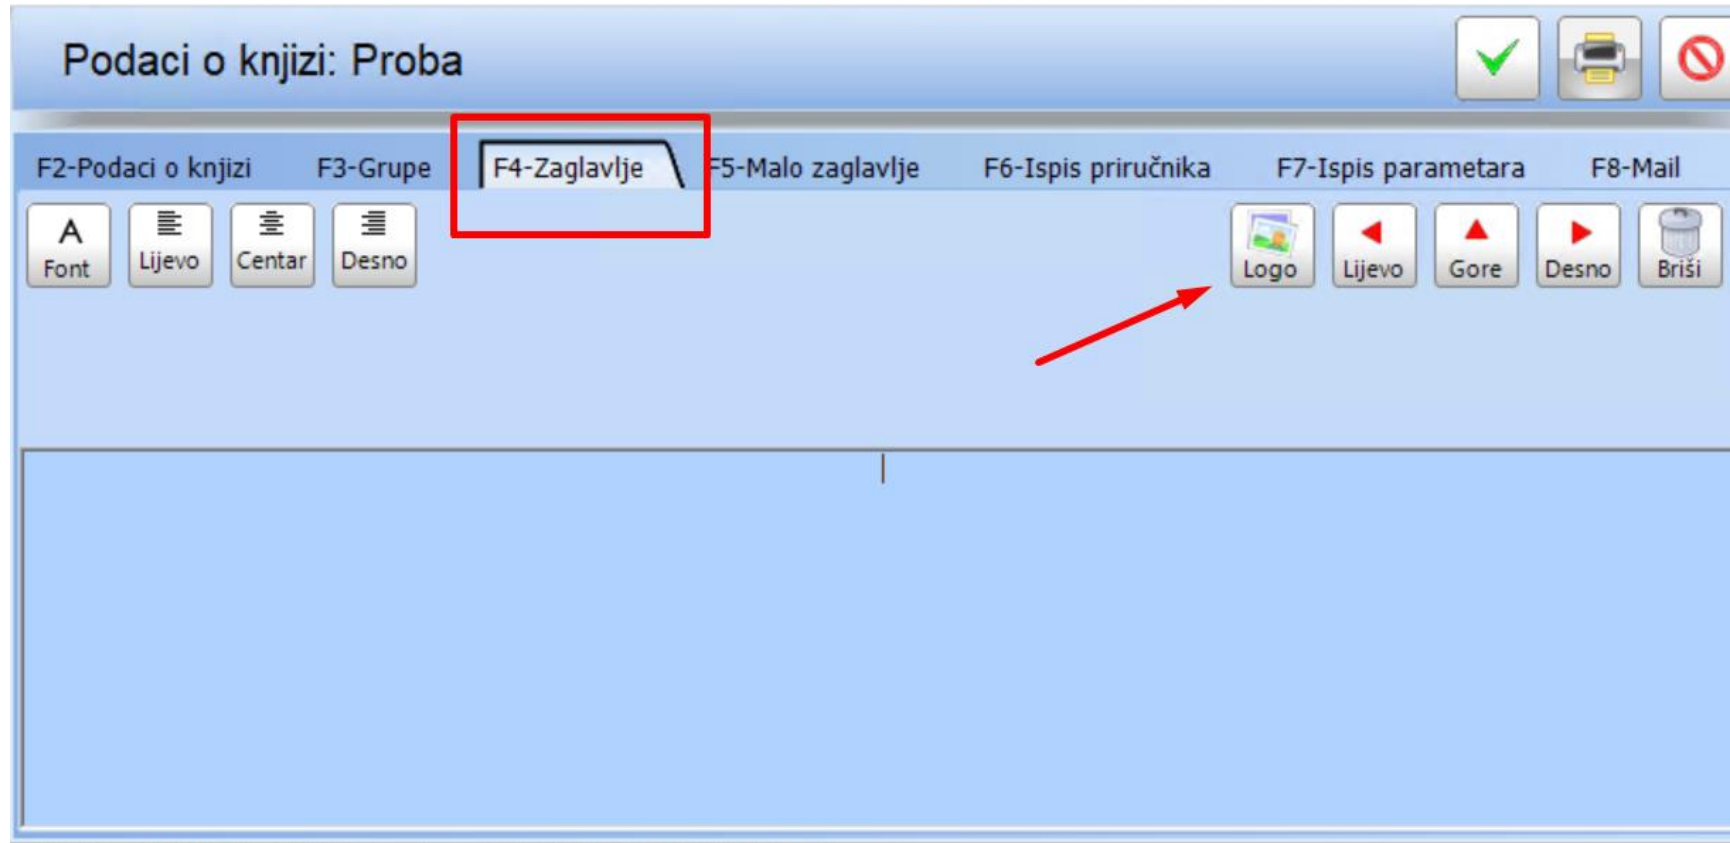 Podaci o knjizi: Proba
F2-Podaci o knjizi F3-Grupe F4-Zaglavlje F5-Malo zaglavlje F6-Ispis priručnika F7-Ispis parametara F8-Mail
A
Font Lijevo Centar Desno Logo Lijevo Gore Desno Briši